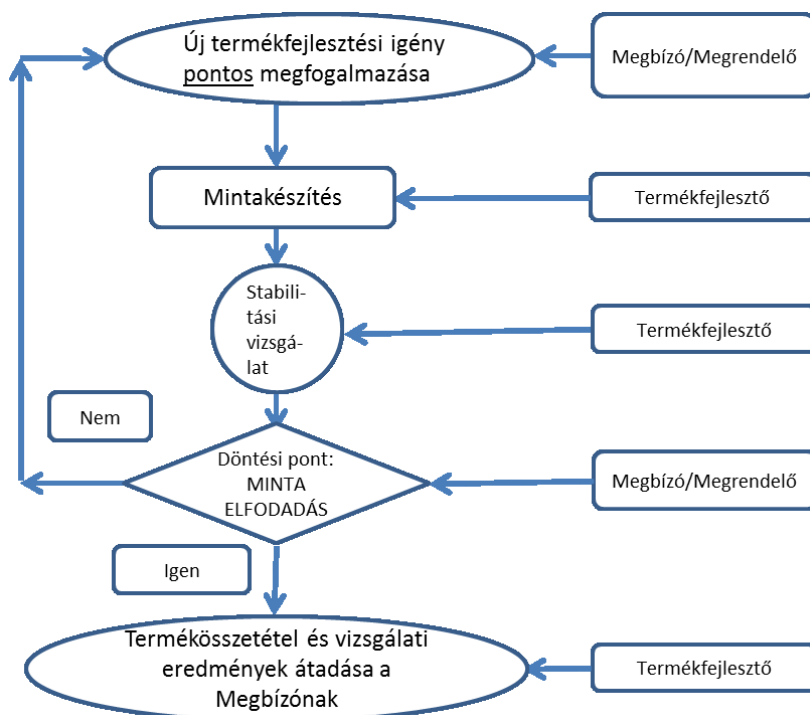 Új termékfejlesztési igény
pontos megfogalmazása
Megbízó/Megrendelő
Mintakészítés
Termékfejlesztő
Stabili-
tási
vizsgá-
lat
Termékfejlesztő
Nem
Döntési pont:
MINTA
ELFODADÁS
Megbízó/Megrendelő
Igen
Termékösszetétel és vizsgálati
eredmények átadása a
Megbízónak
Termékfejlesztő